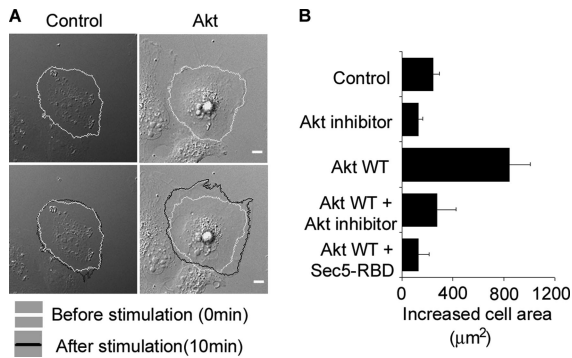 A
Control
Akt
Before stimulation (0min)
After stimulation(10min)
B
Control
Akt inhibitor
Akt WT
Akt WT +
Akt inhibitor
Akt WT +
Sec5-RBD
0 400 800 1200
Increased cell area
(μm2)